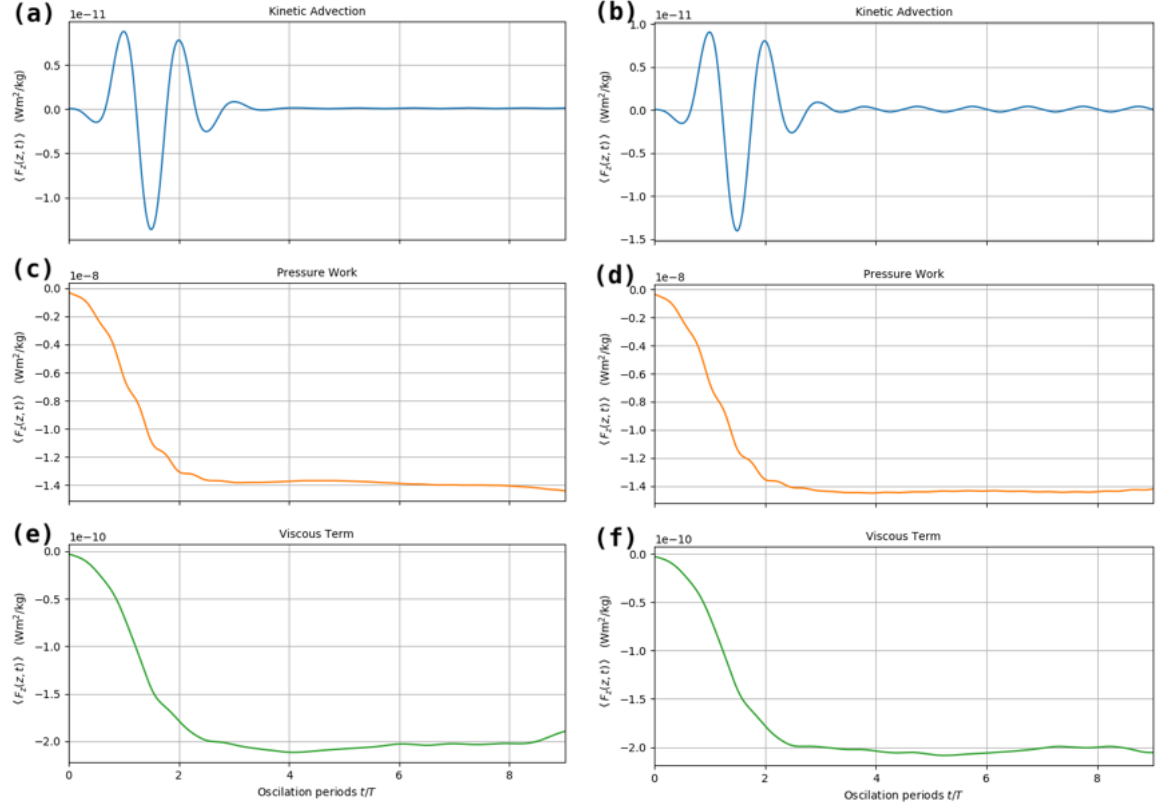 (a)
Kinetic Advection
1e−11
0.5
0.0
−0.5
−1.0
⟨F_z(z, t)⟩ (Wm²/kg)
(b)
Kinetic Advection
1e−11
1.0
0.5
0.0
−0.5
−1.0
−1.5
⟨F_z(z, t)⟩ (Wm²/kg)
(c)
Pressure Work
1e−8
0.0
−0.2
−0.4
−0.6
−0.8
−1.0
−1.2
−1.4
⟨F_z(z, t)⟩ (Wm²/kg)
(d)
Pressure Work
1e−8
0.0
−0.2
−0.4
−0.6
−0.8
−1.0
−1.2
−1.4
⟨F_z(z, t)⟩ (Wm²/kg)
(e)
Viscous Term
1e−10
0.0
−0.5
−1.0
−1.5
−2.0
⟨F_z(z, t)⟩ (Wm²/kg)
0 2 4 6 8
Oscilation periods t/T
(f)
Viscous Term
1e−10
0.0
−0.5
−1.0
−1.5
−2.0
⟨F_z(z, t)⟩ (Wm²/kg)
0 2 4 6 8
Oscilation periods t/T